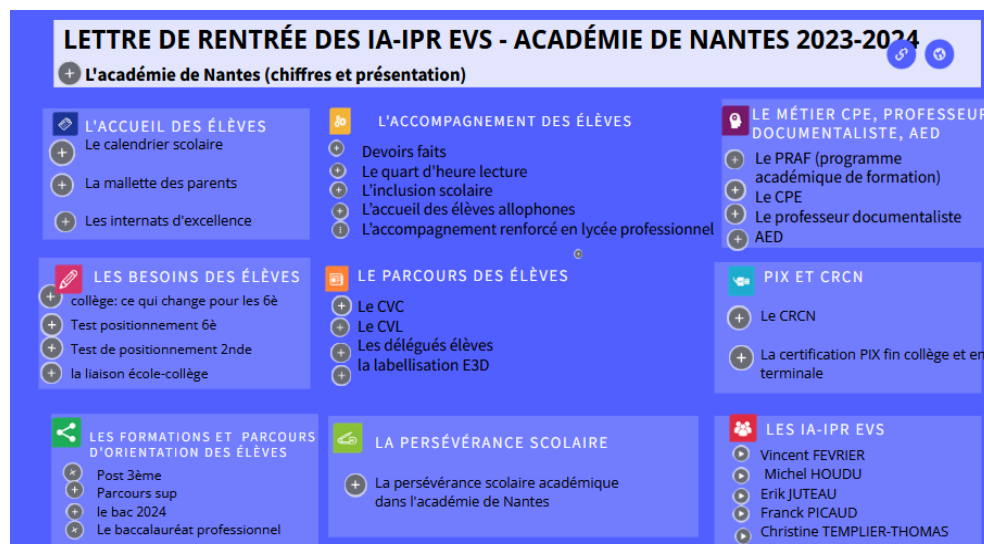 LETTRE DE RENTRÉE DES IA-IPR EVS - ACADÉMIE DE NANTES 2023-2024
L'académie de Nantes (chiffres et présentation)
L'ACCUEIL DES ÉLÈVES
Le calendrier scolaire
La mallette des parents
Les internats d'excellence
L'ACCOMPAGNEMENT DES ÉLÈVES
Devoirs faits
Le quart d'heure lecture
L'inclusion scolaire
L'accueil des élèves allophones
L'accompagnement renforcé en lycée professionnel
LE MÉTIER CPE, PROFESSEUR
DOCUMENTALISTE, AED
Le PRAF (programme
académique de formation)
Le CPE
Le professeur documentaliste
AED
LES BESOINS DES ÉLÈVES
collège: ce qui change pour les 6è
Test positionnement 6è
Test de positionnement 2nde
la liaison école-collège
LE PARCOURS DES ÉLÈVES
Le CVC
Le CVL
Les délégués élèves
la labellisation E3D
PIX ET CRCN
Le CRCN
La certification PIX fin collège et en
terminale
LES FORMATIONS ET PARCOURS
D'ORIENTATION DES ÉLÈVES
Post 3ème
Parcours sup
le bac 2024
Le baccalauréat professionnel
LA PERSÉVÉRANCE SCOLAIRE
La persévérance scolaire académique
dans l'académie de Nantes
LES IA-IPR EVS
Vincent FEVRIER
Michel HOUDU
Erik JUTEAU
Franck PICAUD
Christine TEMPLIER-THOMAS